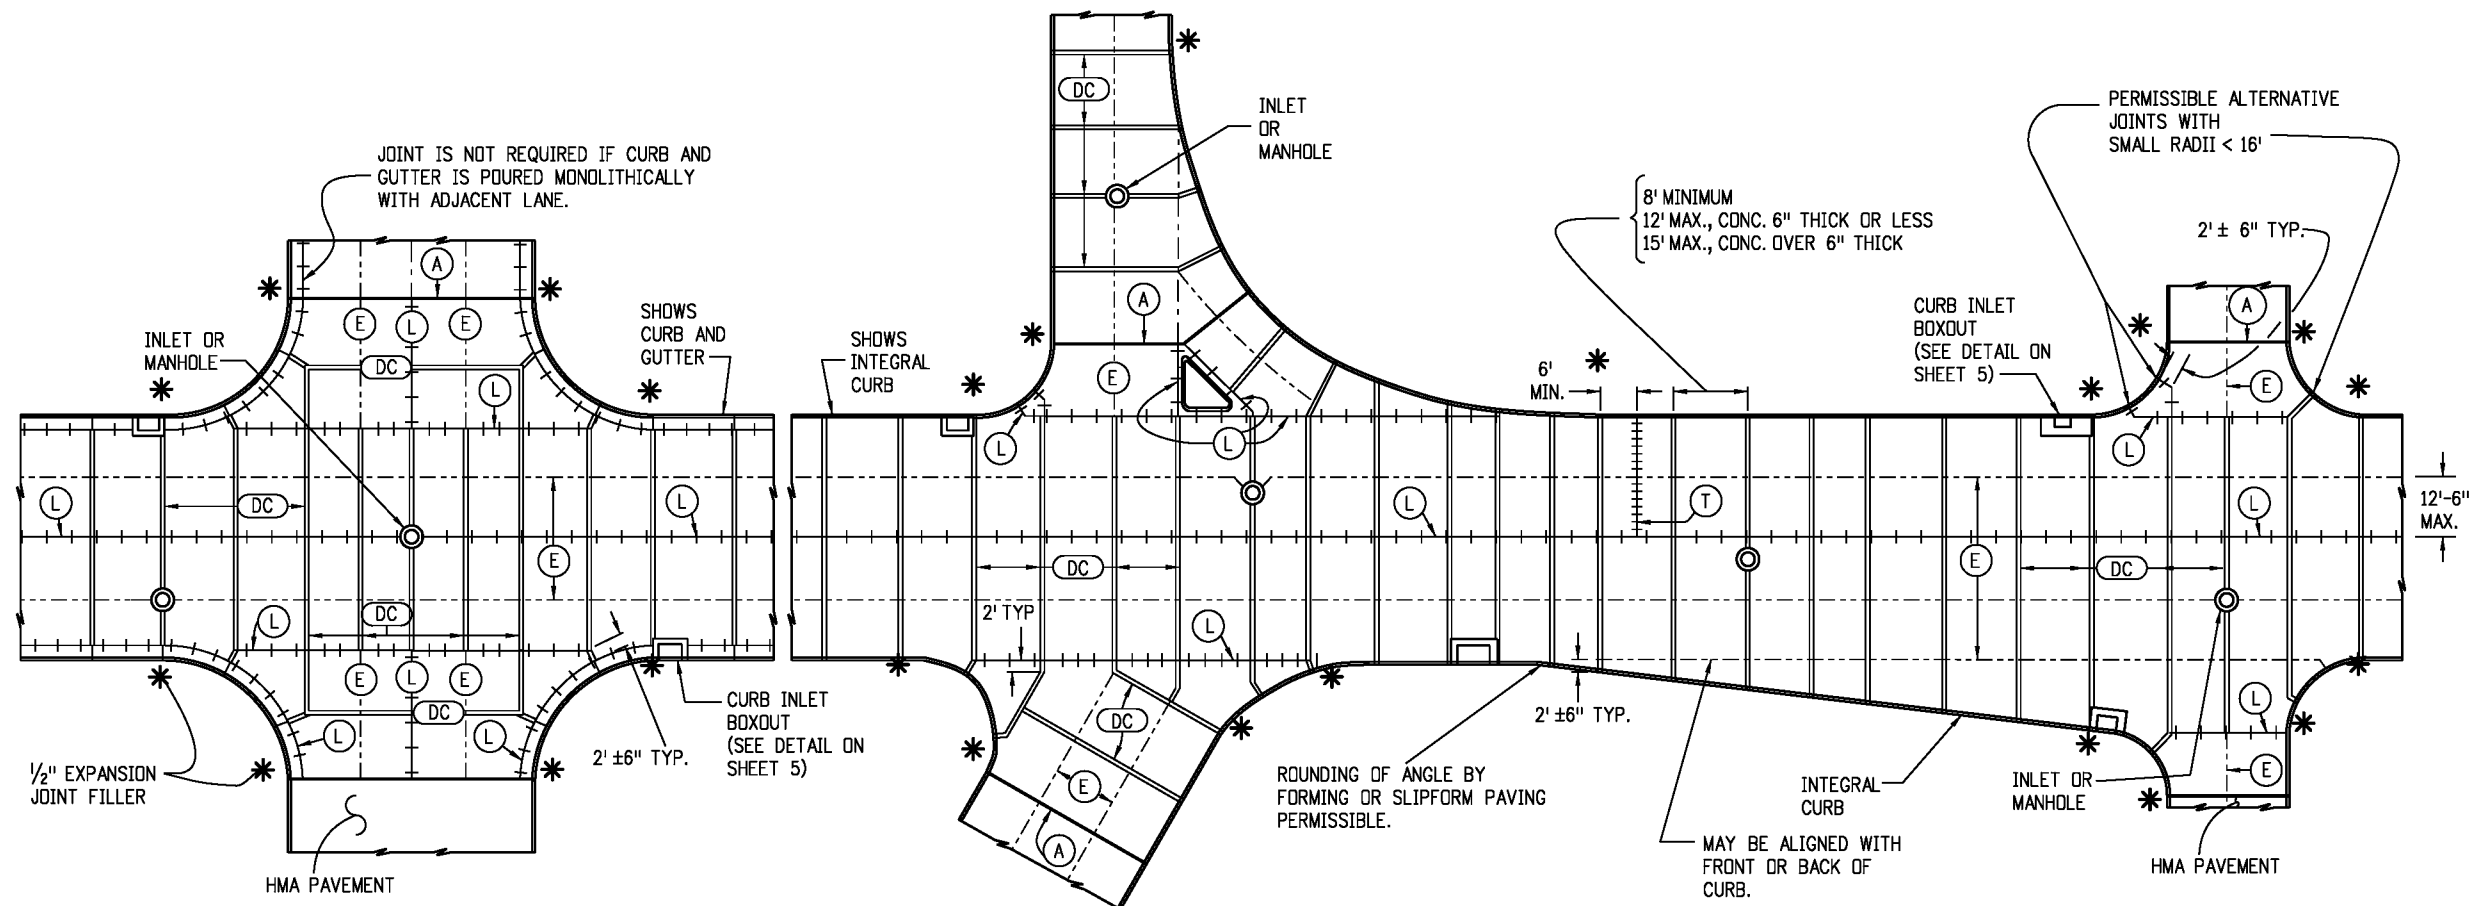 JOINT IS NOT REQUIRED IF CURB AND
GUTTER IS POURED MONOLITHICALLY
WITH ADJACENT LANE.
A
INLET OR
MANHOLE
E
L
E
DC
SHOWS
CURB AND
GUTTER
L
L
DC
L
E
DC
L
E
L
E
DC
L
L
1/2" EXPANSION
JOINT FILLER
HMA PAVEMENT
2' ±6" TYP.
CURB INLET
BOXOUT
(SEE DETAIL ON
SHEET 5)
DC
INLET
OR
MANHOLE
SHOWS
INTEGRAL
CURB
A
E
L
L
L
DC
2' TYP
L
DC
E
A
8' MINIMUM
12' MAX., CONC. 6" THICK OR LESS
15' MAX., CONC. OVER 6" THICK
6'
MIN.
T
E
2' ±6" TYP.
ROUNDING OF ANGLE BY
FORMING OR SLIPFORM PAVING
PERMISSIBLE.
MAY BE ALIGNED WITH
FRONT OR BACK OF
CURB.
INTEGRAL
CURB
PERMISSIBLE ALTERNATIVE
JOINTS WITH
SMALL RADII < 16'
2' ± 6" TYP.
CURB INLET
BOXOUT
(SEE DETAIL ON
SHEET 5)
A
E
L
L
12'-6"
MAX.
DC
L
E
INLET OR
MANHOLE
HMA PAVEMENT